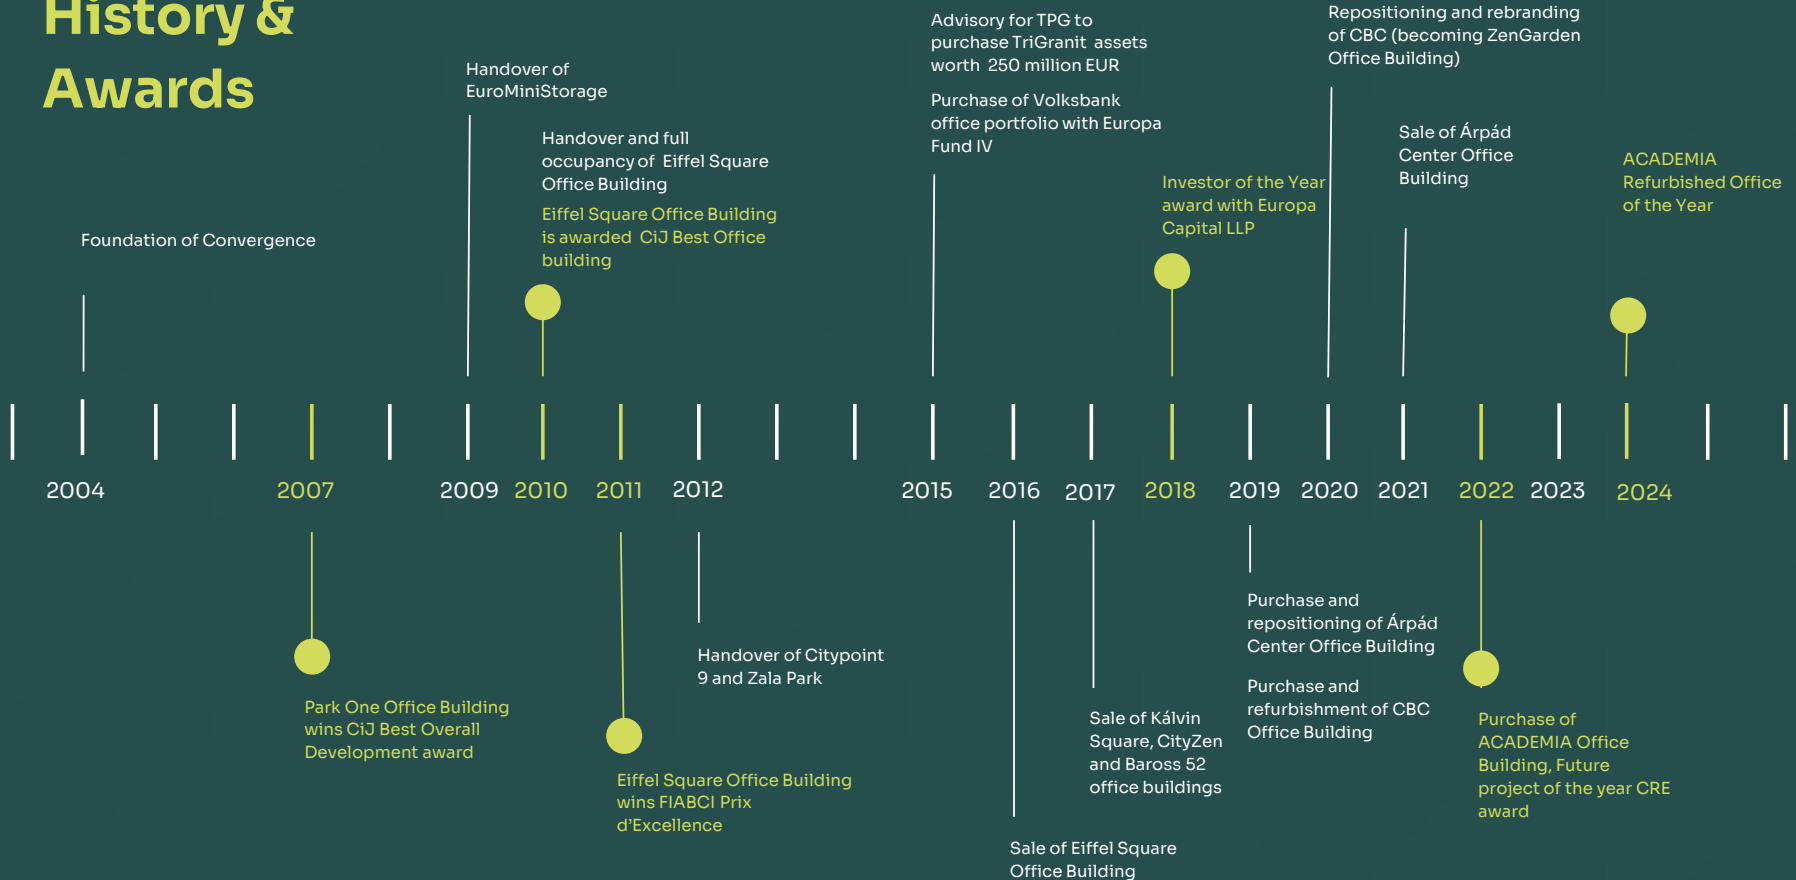 History &
Awards
Foundation of Convergence
Handover of
EuroMiniStorage
Handover and full
occupancy of Eiffel Square
Office Building
Eiffel Square Office Building
is awarded CiJ Best Office
building
Advisory for TPG to
purchase TriGranit assets
worth 250 million EUR
Purchase of Volksbank
office portfolio with Europa
Fund IV
Investor of the Year
award with Europa
Capital LLP
Repositioning and rebranding
of CBC (becoming ZenGarden
Office Building)
Sale of Árpád
Center Office
Building
ACADEMIA
Refurbished Office
of the Year
2004 2007 2009 2010 2011 2012 2015 2016 2017 2018 2019 2020 2021 2022 2023 2024
Park One Office Building
wins CiJ Best Overall
Development award
Eiffel Square Office Building
wins FIABCI Prix
d’Excellence
Handover of Citypoint
9 and Zala Park
Sale of Eiffel Square
Office Building
Sale of Kálvin
Square, CityZen
and Baross 52
office buildings
Purchase and
repositioning of Árpád
Center Office Building
Purchase and
refurbishment of CBC
Office Building
Purchase of
ACADEMIA Office
Building, Future
project of the year CRE
award